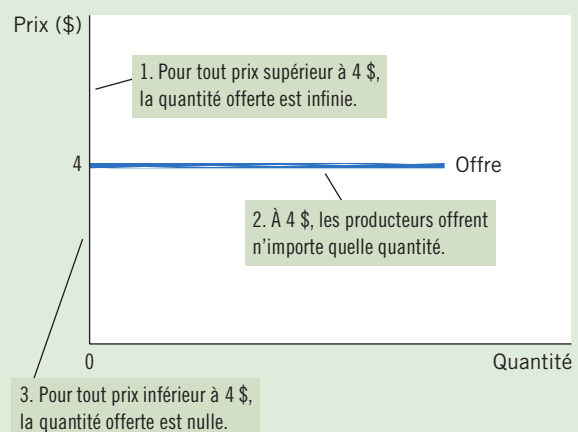 Prix ($)
1. Pour tout prix supérieur à 4 $,
la quantité offerte est infinie.
4
Offre
2. À 4 $, les producteurs offrent
n’importe quelle quantité.
0
Quantité
3. Pour tout prix inférieur à 4 $,
la quantité offerte est nulle.